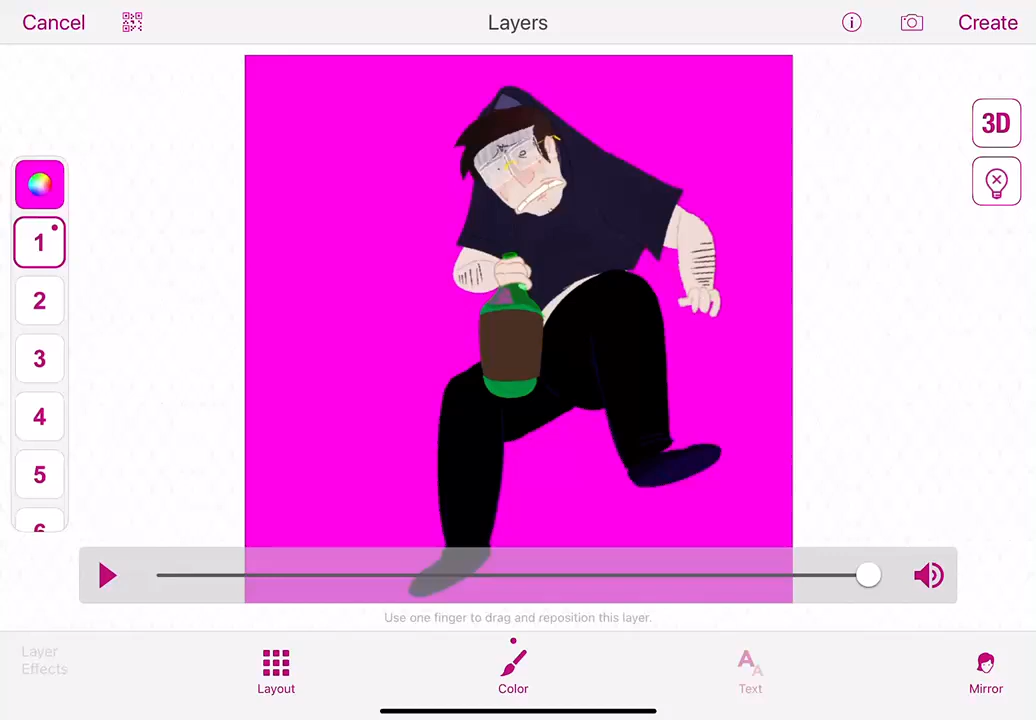 Cancel
Layers
Create
3D
1
2
3
4
5
6
Use one finger to drag and reposition this layer.
Layer
Effects
Layout
Color
Text
Mirror